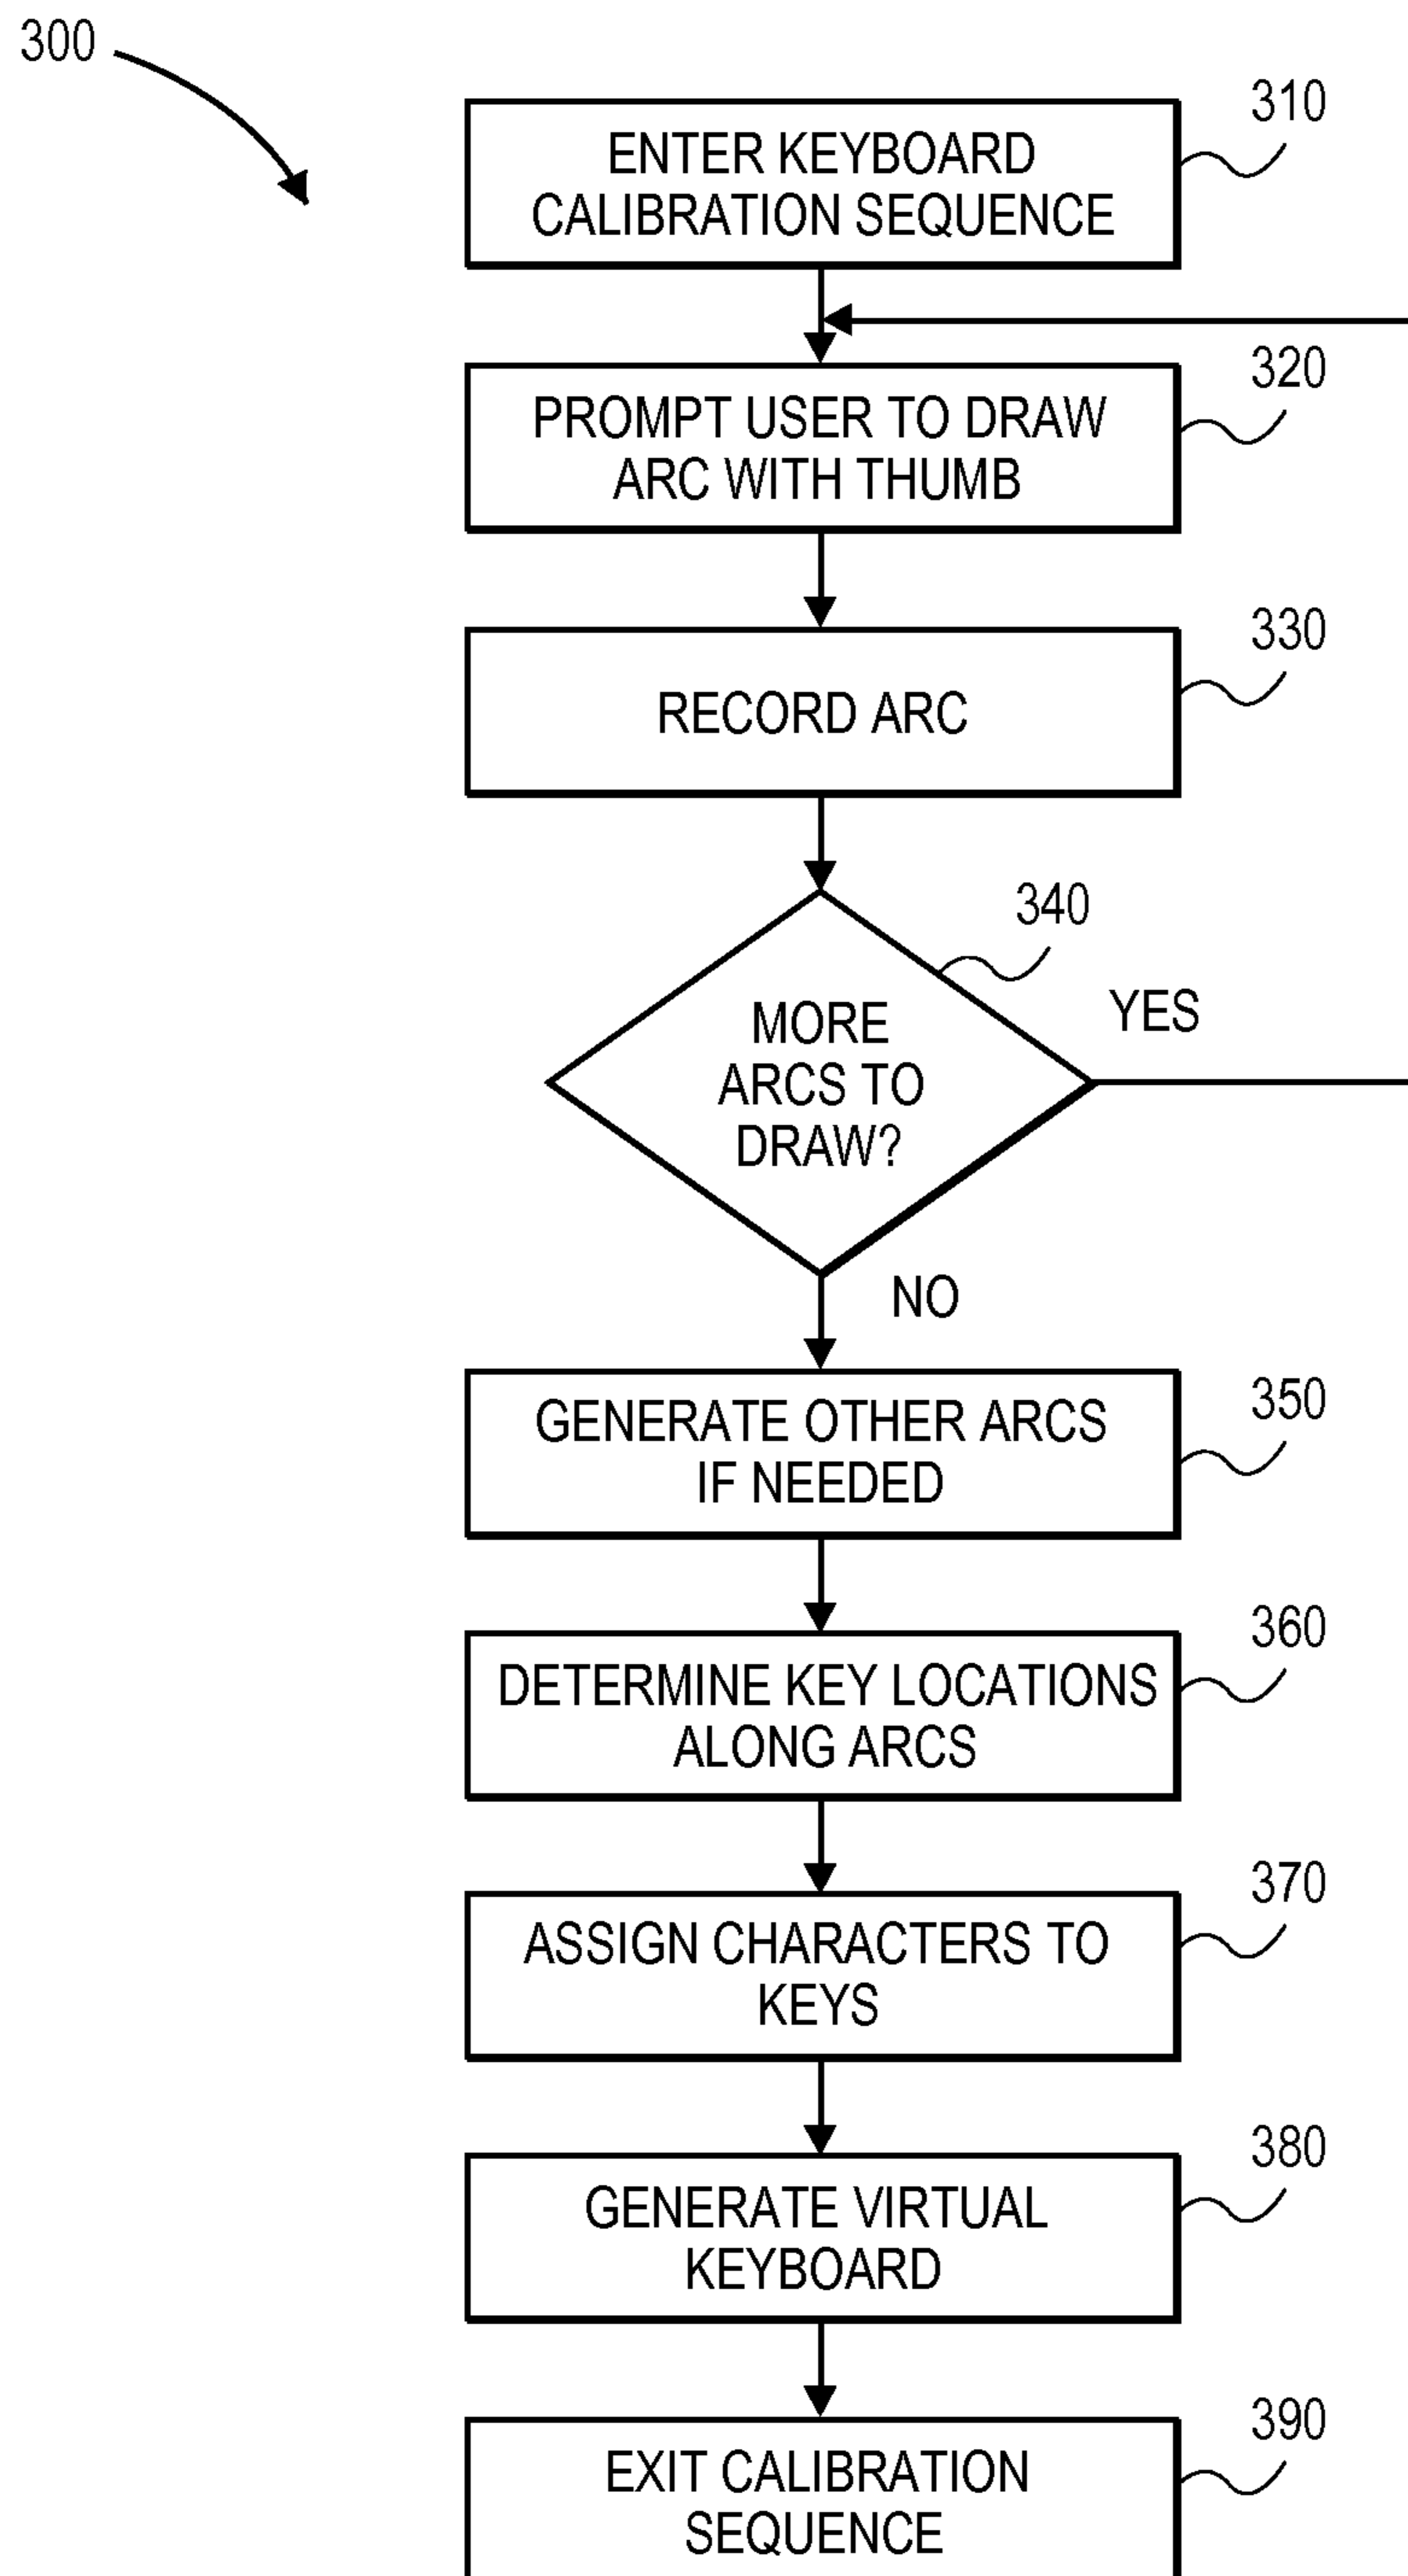 300
310
ENTER KEYBOARD
CALIBRATION SEQUENCE
320
PROMPT USER TO DRAW
ARC WITH THUMB
330
RECORD ARC
340
MORE
ARCS TO
DRAW?
YES
NO
350
GENERATE OTHER ARCS
IF NEEDED
360
DETERMINE KEY LOCATIONS
ALONG ARCS
370
ASSIGN CHARACTERS TO
KEYS
380
GENERATE VIRTUAL
KEYBOARD
390
EXIT CALIBRATION
SEQUENCE